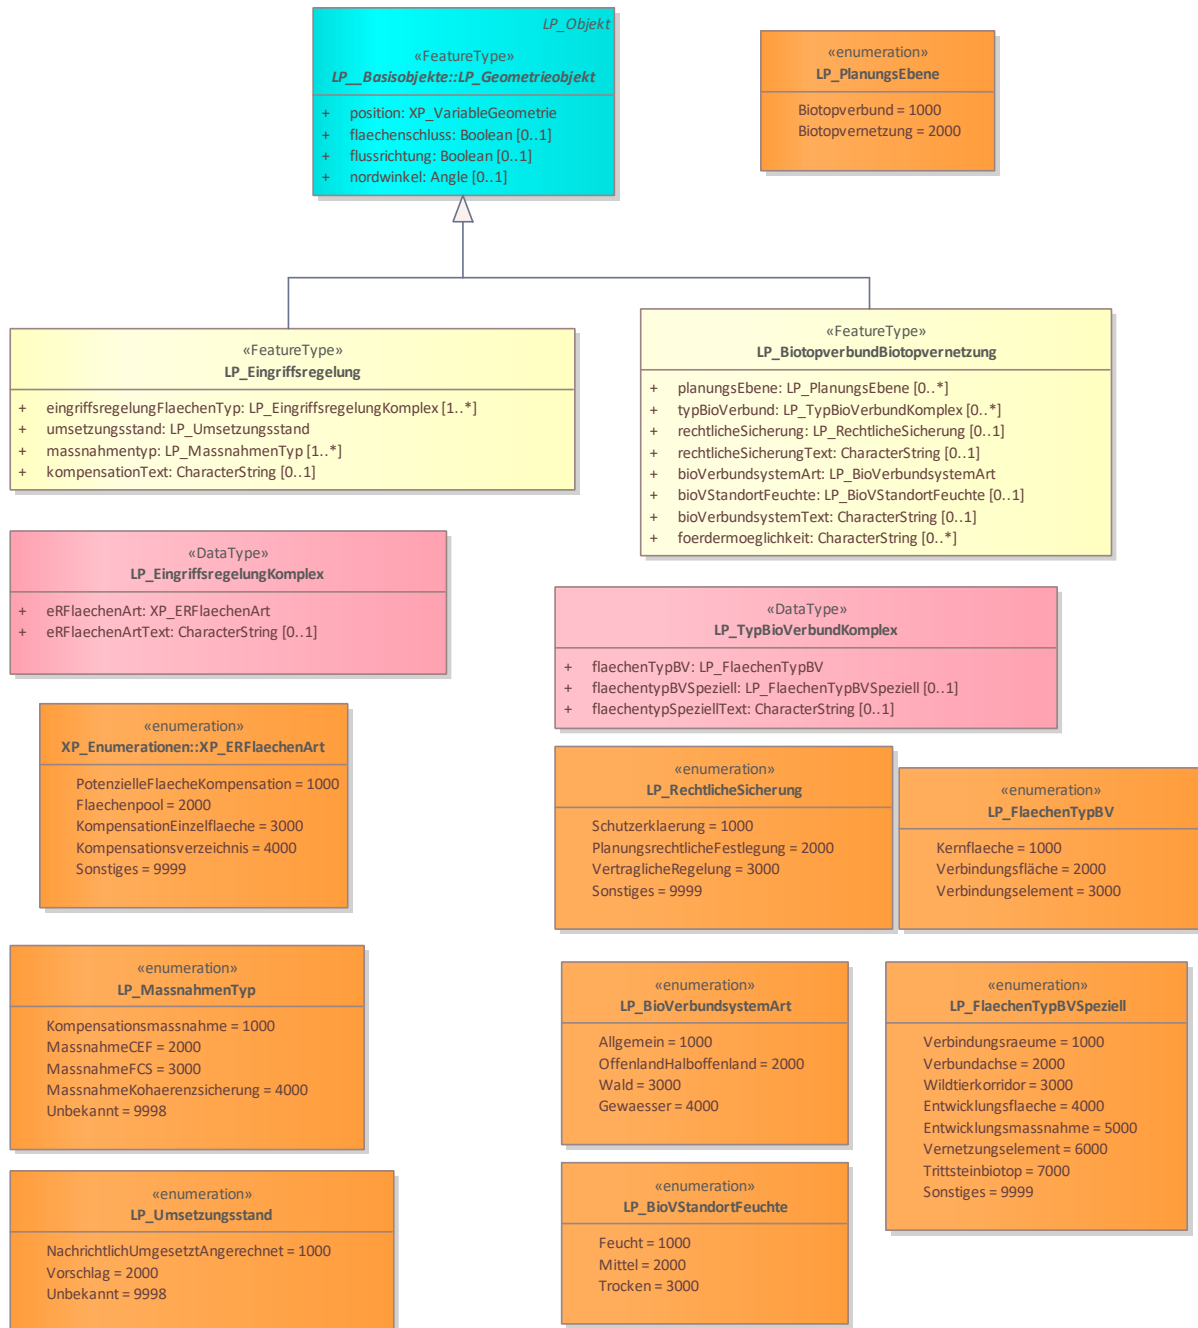 LP_Objekt
«FeatureType»
LP__Basisobjekte::LP_Geometrieobjekt
+ position: XP_VariableGeometrie
+ flaechenschluss: Boolean [0..1]
+ flussrichtung: Boolean [0..1]
+ nordwinkel: Angle [0..1]
«enumeration»
LP_PlanungsEbene
Biotopverbund = 1000
Biotopvernetzung = 2000
«FeatureType»
LP_Eingriffsregelung
+ eingriffsregelungFlaechenTyp: LP_EingriffsregelungKomplex [1..*]
+ umsetzungsstand: LP_Umsetzungsstand
+ massnahmentyp: LP_MassnahmenTyp [1..*]
+ kompensationText: CharacterString [0..1]
«FeatureType»
LP_BiotopverbundBiotopvernetzung
+ planungsEbene: LP_PlanungsEbene [0..*]
+ typBioVerbund: LP_TypBioVerbundKomplex [0..*]
+ rechtlicheSicherung: LP_RechtlicheSicherung [0..1]
+ rechtlicheSicherungText: CharacterString [0..1]
+ bioVerbundsystemArt: LP_BioVerbundsystemArt
+ bioVStandortFeuchte: LP_BioVStandortFeuchte [0..1]
+ bioVerbundsystemText: CharacterString [0..1]
+ foerdermoeglichkeit: CharacterString [0..*]
«DataType»
LP_EingriffsregelungKomplex
+ eRFlaechenArt: XP_ERFlaechenArt
+ eRFlaechenArtText: CharacterString [0..1]
«DataType»
LP_TypBioVerbundKomplex
+ flaechenTypBV: LP_FlaechenTypBV
+ flaechentypBVSpeziell: LP_FlaechenTypBVSpeziell [0..1]
+ flaechentypSpeziellText: CharacterString [0..1]
«enumeration»
XP_Enumerationen::XP_ERFlaechenArt
PotenzielleFlaecheKompensation = 1000
Flaechenpool = 2000
KompensationEinzelflaeche = 3000
Kompensationsverzeichnis = 4000
Sonstiges = 9999
«enumeration»
LP_RechtlicheSicherung
Schutzerklaerung = 1000
PlanungsrechtlicheFestlegung = 2000
VertraglicheRegelung = 3000
Sonstiges = 9999
«enumeration»
LP_FlaechenTypBV
Kernflaeche = 1000
Verbindungsfläche = 2000
Verbindungselement = 3000
«enumeration»
LP_MassnahmenTyp
Kompensationsmassnahme = 1000
MassnahmeCEF = 2000
MassnahmeFCS = 3000
MassnahmeKohaerenzsicherung = 4000
Unbekannt = 9998
«enumeration»
LP_BioVerbundsystemArt
Allgemein = 1000
OffenlandHalboffenland = 2000
Wald = 3000
Gewaesser = 4000
«enumeration»
LP_FlaechenTypBVSpeziell
Verbindungsraeume = 1000
Verbundachse = 2000
Wildtierkorridor = 3000
Entwicklungsflaeche = 4000
Entwicklungsmassnahme = 5000
Vernetzungselement = 6000
Trittsteinbiotop = 7000
Sonstiges = 9999
«enumeration»
LP_Umsetzungsstand
NachrichtlichUmgesetztAngerechnet = 1000
Vorschlag = 2000
Unbekannt = 9998
«enumeration»
LP_BioVStandortFeuchte
Feucht = 1000
Mittel = 2000
Trocken = 3000